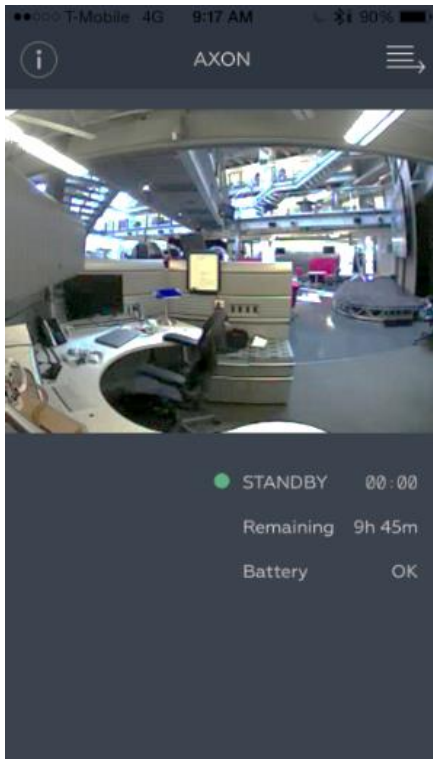 T-Mobile 4G 9:17 AM 90%
i AXON
STANDBY 00:00
Remaining 9h 45m
Battery OK